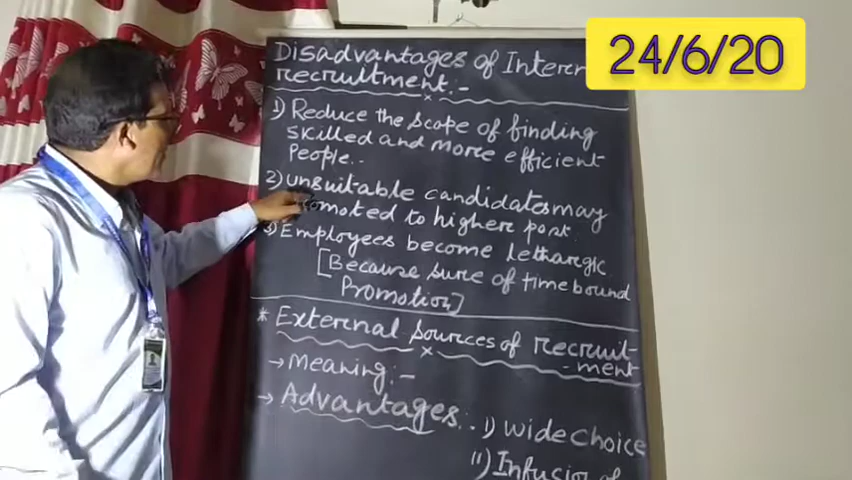 24/6/20
Disadvantages of Intern
recruitment:-
1) Reduce the scope of finding
skilled and more efficient
People.-
2) unsuitable candidates may
Promoted to higher post
3) Employees become lethargic
[Because sure of timebound
Promotion]
* External sources of recruit-
-ment
→ Meaning:-
→ Advantages:- i) wide choice
ii) Infusion of